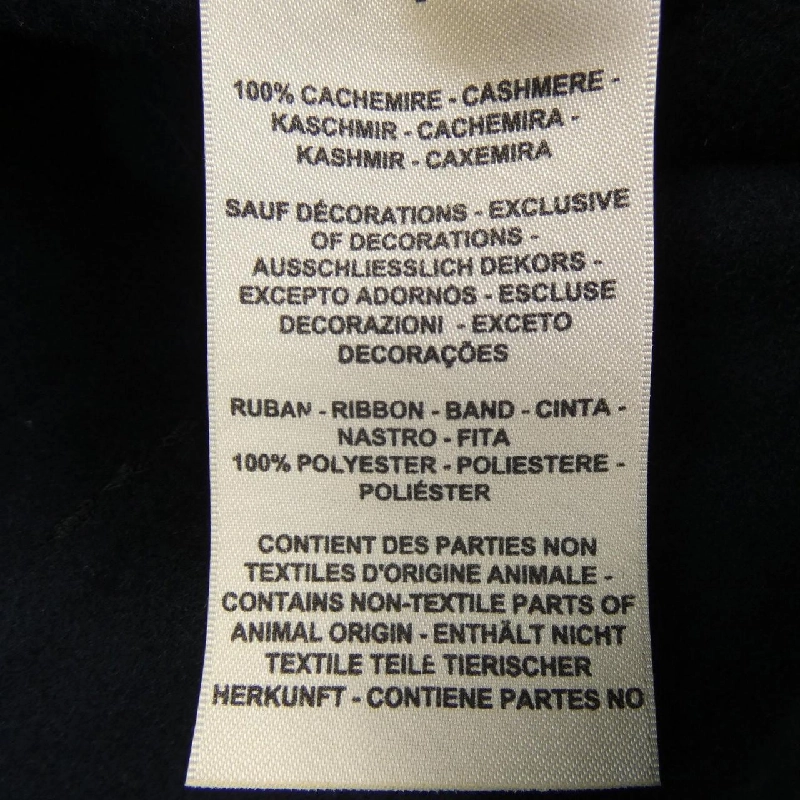 100% CACHEMIRE - CASHMERE -
KASCHMIR - CACHEMIRA -
KASHMIR - CAXEMIRA
SAUF DÉCORATIONS - EXCLUSIVE
OF DECORATIONS -
AUSSCHLIESSLICH DEKORS -
EXCEPTO ADORNOS - ESCLUSE
DECORAZIONI - EXCETO
DECORAÇÕES
RUBAN - RIBBON - BAND - CINTA -
NASTRO - FITA
100% POLYESTER - POLIESTERE -
POLIÉSTER
CONTIENT DES PARTIES NON
TEXTILES D'ORIGINE ANIMALE -
CONTAINS NON-TEXTILE PARTS OF
ANIMAL ORIGIN - ENTHÄLT NICHT
TEXTILE TEILE TIERISCHER
HERKUNFT - CONTIENE PARTES NO